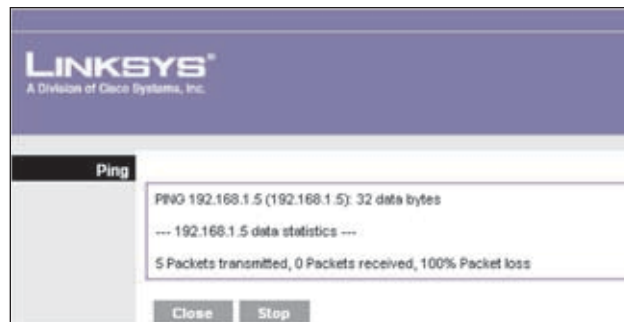 LINKSYS®
A Division of Cisco Systems, Inc.
Ping
PING 192.168.1.5 (192.168.1.5): 32 data bytes
--- 192.168.1.5 data statistics ---
5 Packets transmitted, 0 Packets received, 100% Packet loss
Close Stop